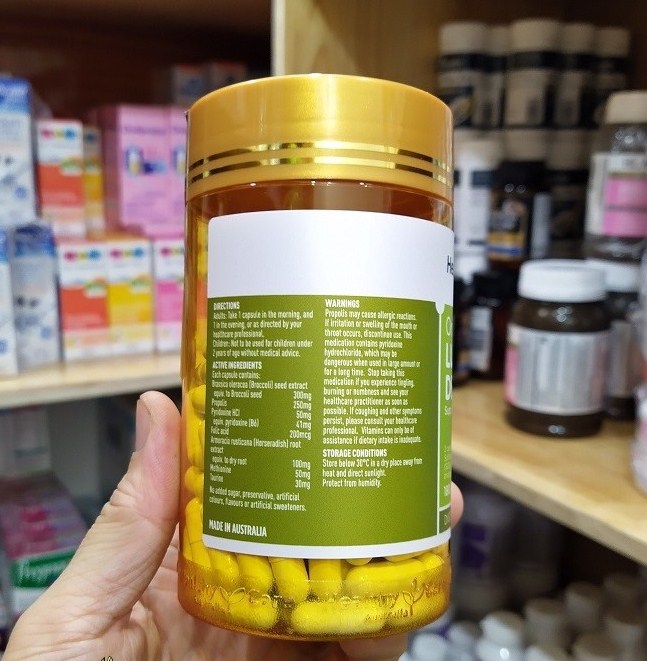 DIRECTIONS
Adults: Take 1 capsule in the morning, and
1 in the evening, or as directed by your
healthcare professional.
Children: Not to be used for children under
2 years of age without medical advice.
ACTIVE INGREDIENTS
Each capsule contains:
Brassica oleracea (Broccoli) seed extract
equiv. to Broccoli seed 300mg
Propolis 250mg
Pyridoxine HCl 50mg
equiv. pyridoxine (B6) 41mg
Folic acid 200mcg
Armoracia rusticana (Horseradish) root
extract
equiv. to dry root 100mg
Methionine 50mg
Taurine 30mg
No added sugar, preservative, artificial
colours, flavours or artificial sweeteners.
MADE IN AUSTRALIA
WARNINGS
Propolis may cause allergic reactions.
If irritation or swelling of the mouth or
throat occurs, discontinue use. This
medication contains pyridoxine
hydrochloride, which may be
dangerous when used in large amount or
for a long time. Stop taking this
medication if you experience tingling,
burning or numbness and see your
healthcare practitioner as soon as
possible. If coughing and other symptoms
persist, please consult your healthcare
professional. Vitamins can only be of
assistance if dietary intake is inadequate.
STORAGE CONDITIONS
Store below 30°C in a dry place away from
heat and direct sunlight.
Protect from humidity.